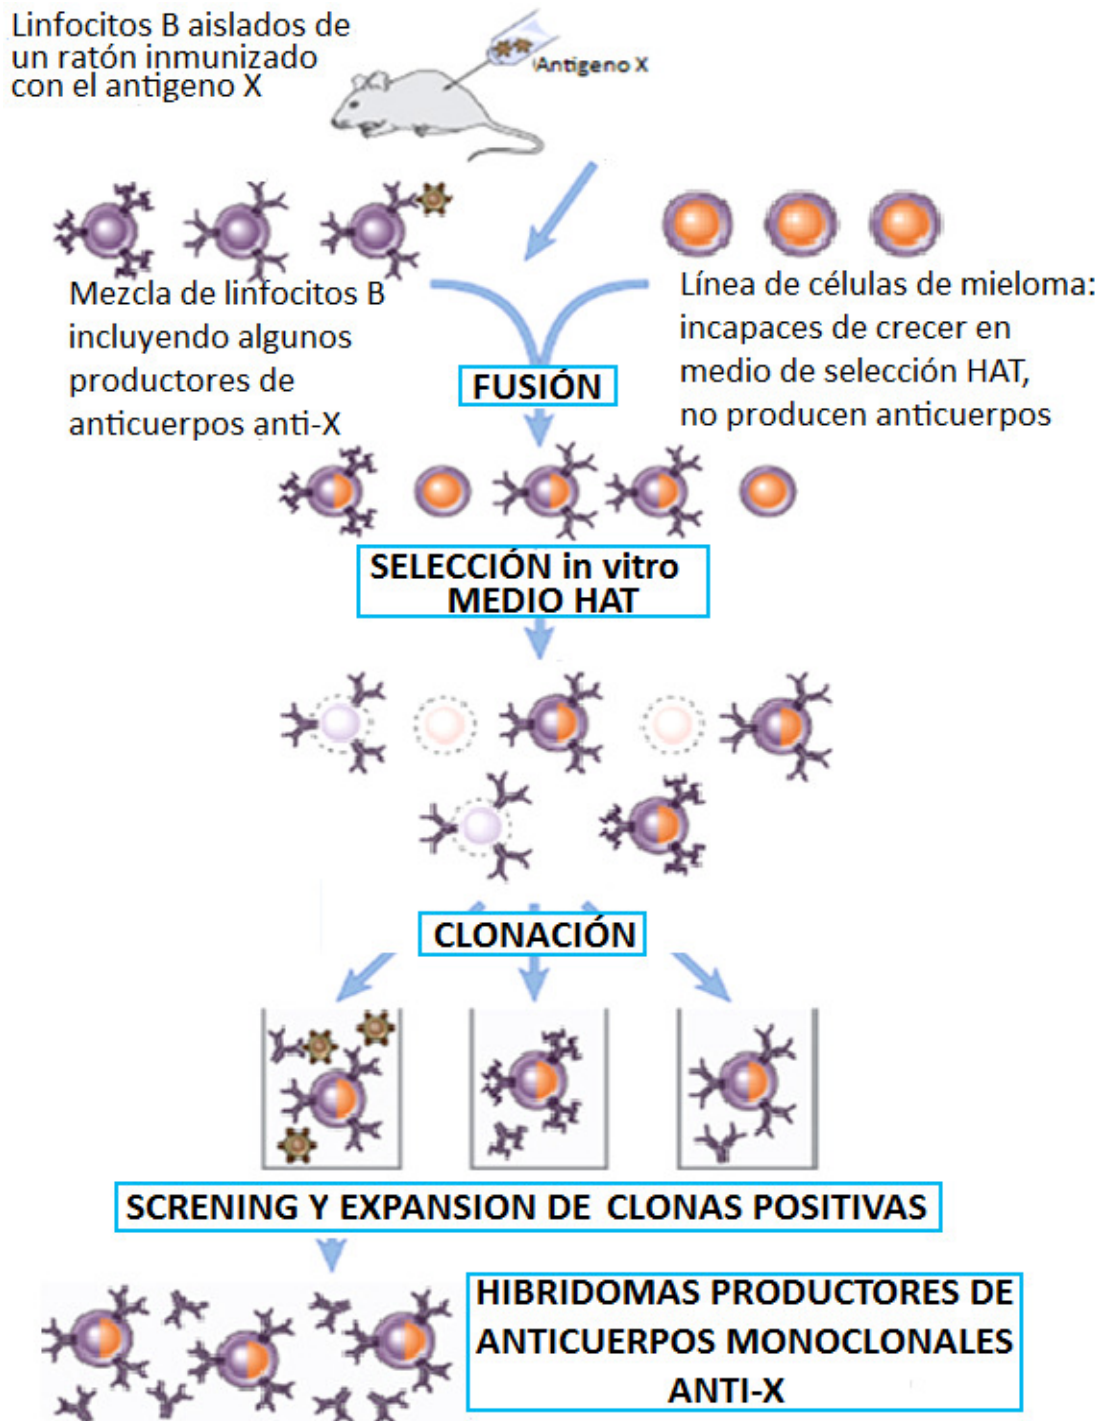 Linfocitos B aislados de
un ratón inmunizado
con el antigeno X
Antigeno X
Mezcla de linfocitos B
incluyendo algunos
productores de
anticuerpos anti-X
Línea de células de mieloma:
incapaces de crecer en
medio de selección HAT,
no producen anticuerpos
FUSIÓN
SELECCIÓN in vitro
MEDIO HAT
CLONACIÓN
SCRENING Y EXPANSION DE CLONAS POSITIVAS
HIBRIDOMAS PRODUCTORES DE
ANTICUERPOS MONOCLONALES
ANTI-X